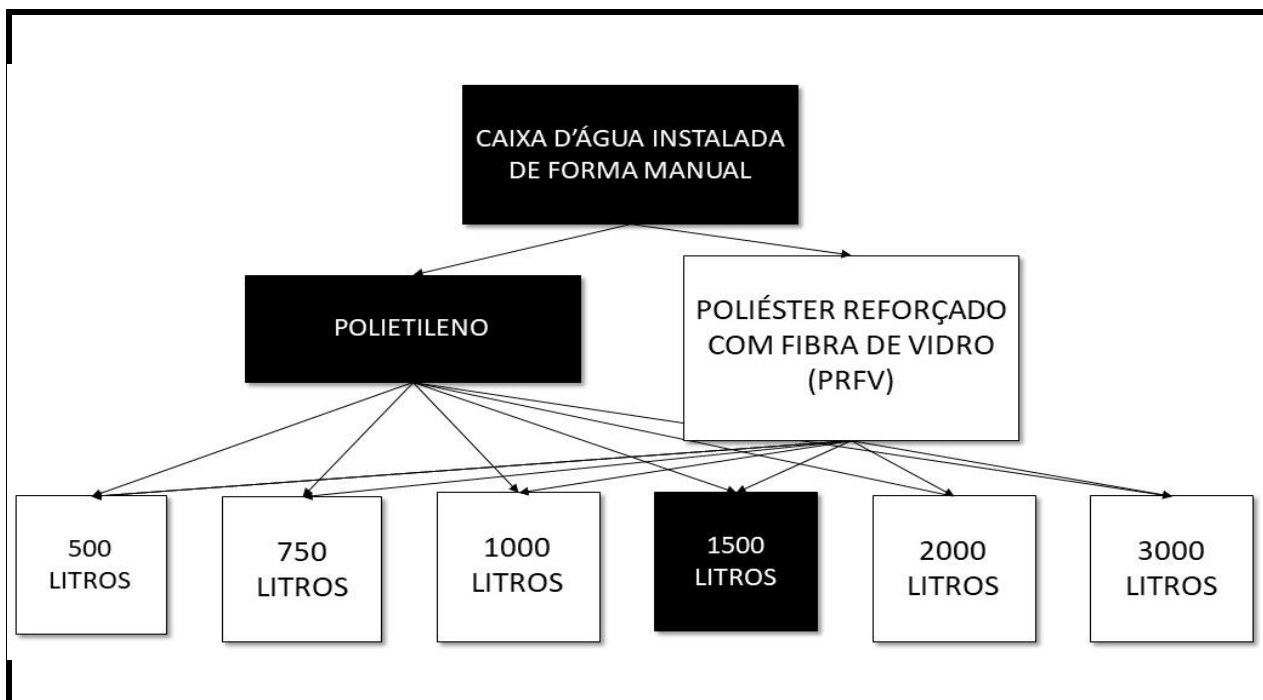 CAIXA D’ÁGUA INSTALADA
DE FORMA MANUAL
POLIETILENO
POLIÉSTER REFORÇADO
COM FIBRA DE VIDRO
(PRFV)
500
LITROS
750
LITROS
1000
LITROS
1500
LITROS
2000
LITROS
3000
LITROS